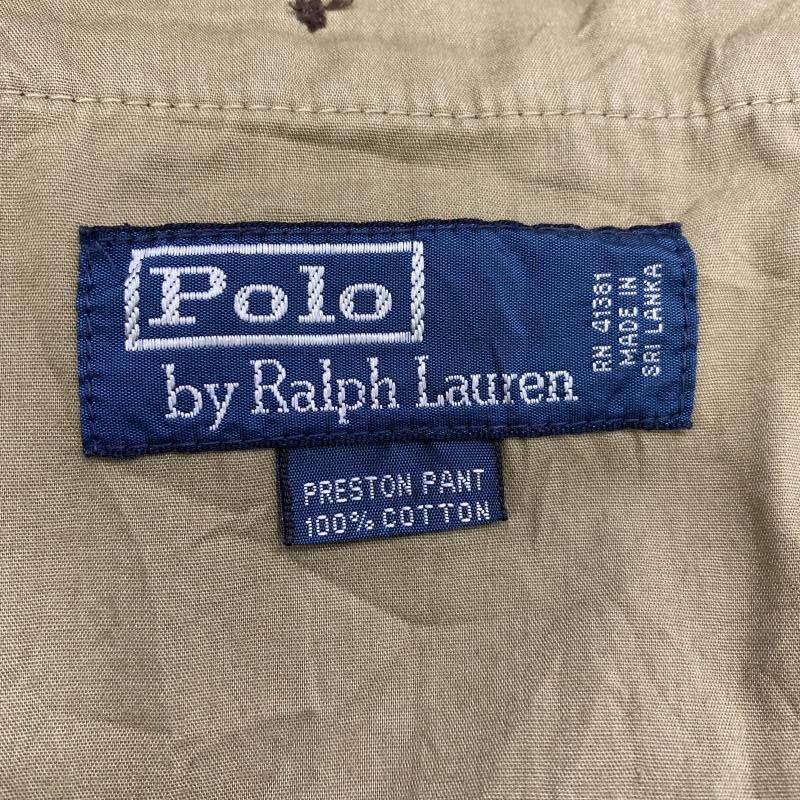 Polo
by Ralph Lauren
RN 41381
MADE IN
SRI LANKA
PRESTON PANT
100% COTTON